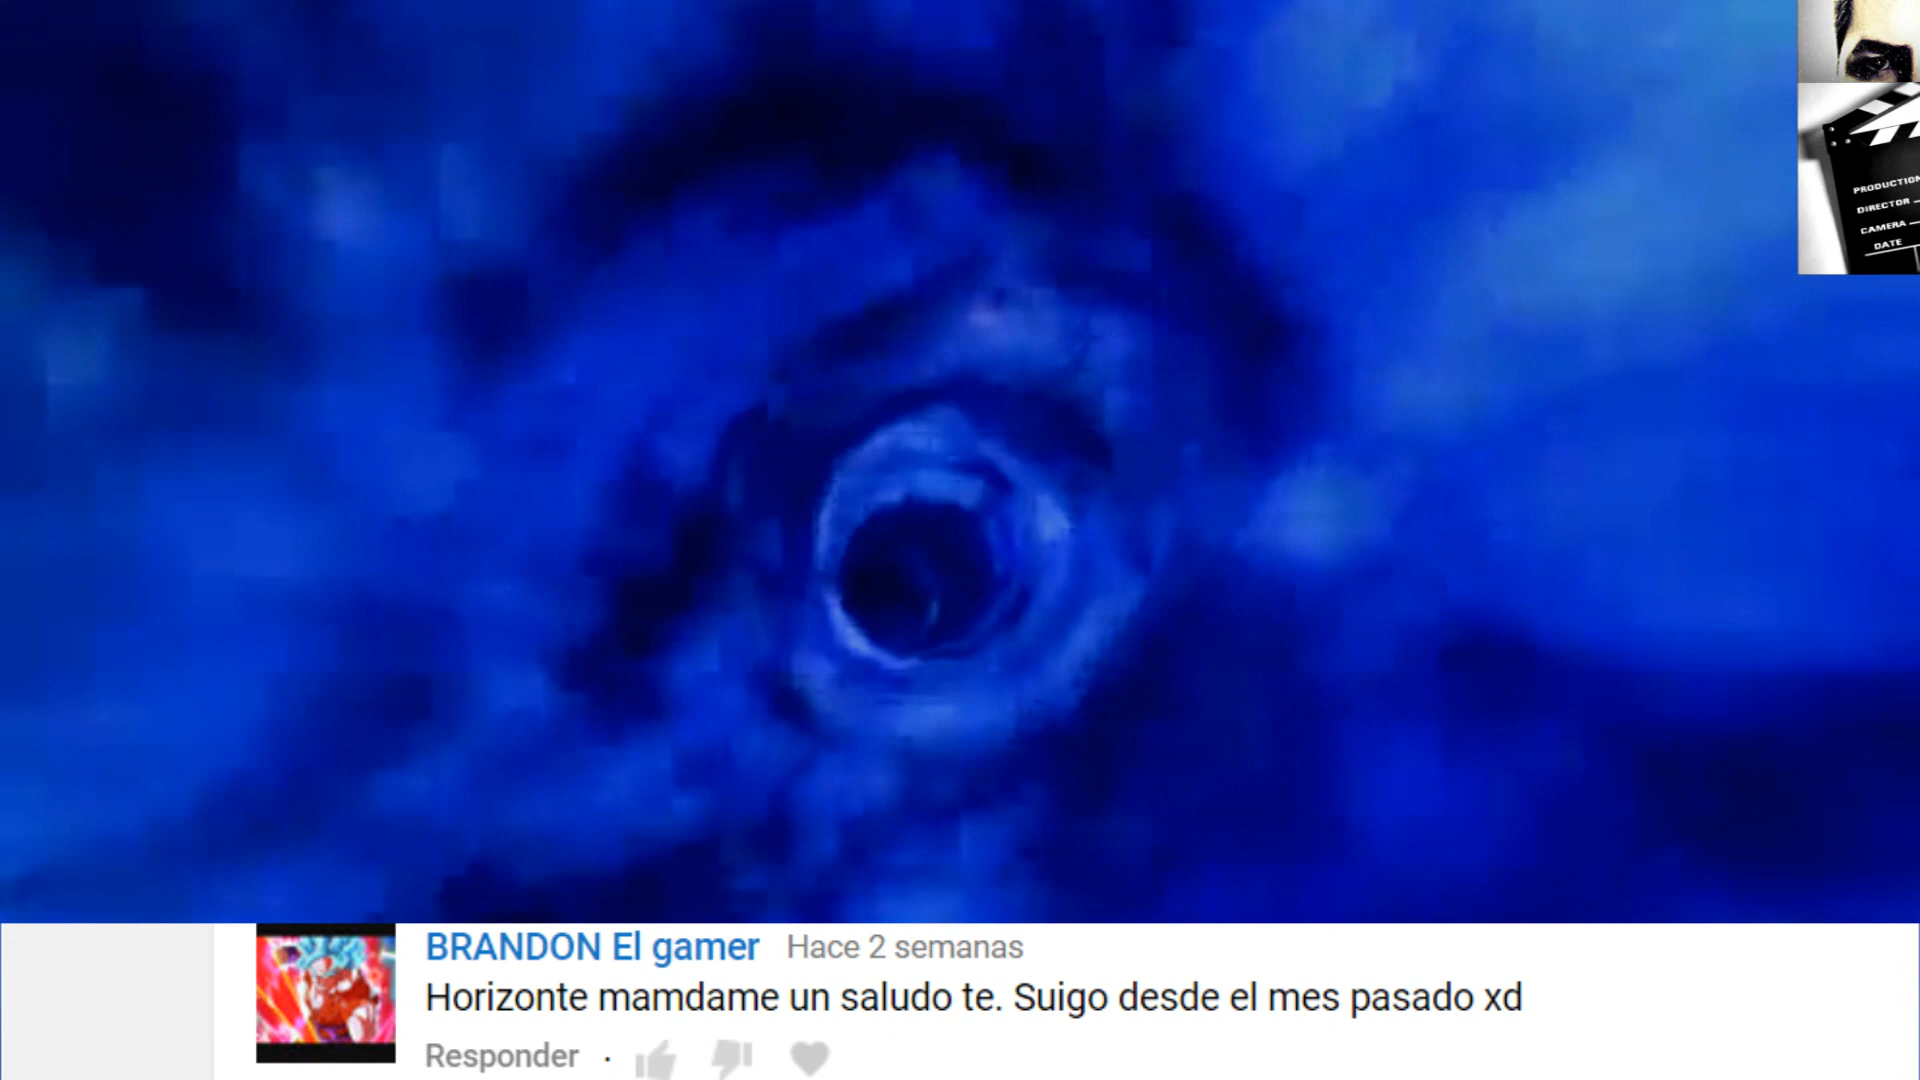 PRODUCTION
DIRECTOR
CAMERA
DATE
BRANDON El gamer Hace 2 semanas
Horizonte mamdame un saludo te. Suigo desde el mes pasado xd
Responder ·